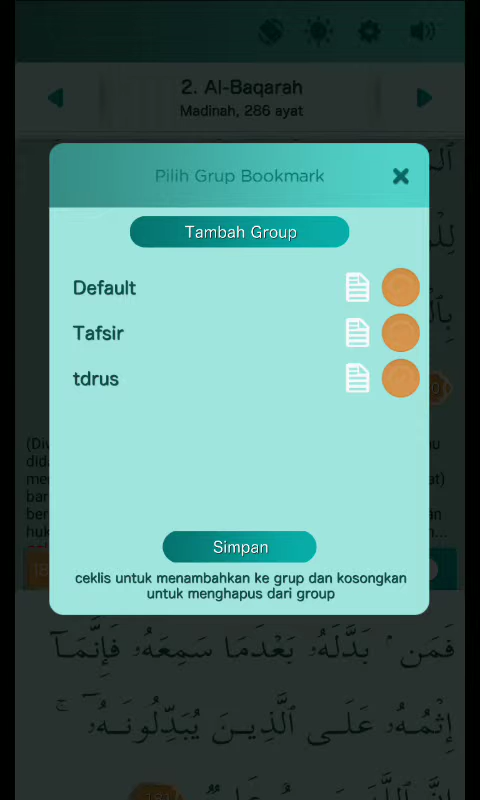 2. Al-Baqarah
Madinah, 286 ayat
Pilih Grup Bookmark
Tambah Group
Default
Tafsir
tdrus
Simpan
ceklis untuk menambahkan ke grup dan kosongkan
untuk menghapus dari group
فَمَنۢ بَدَّلَهُۥ بَعْدَمَا سَمِعَهُۥ فَإِنَّمَآ
إِثْمُهُۥ عَلَى ٱلَّذِينَ يُبَدِّلُونَهُۥٓ ۚ